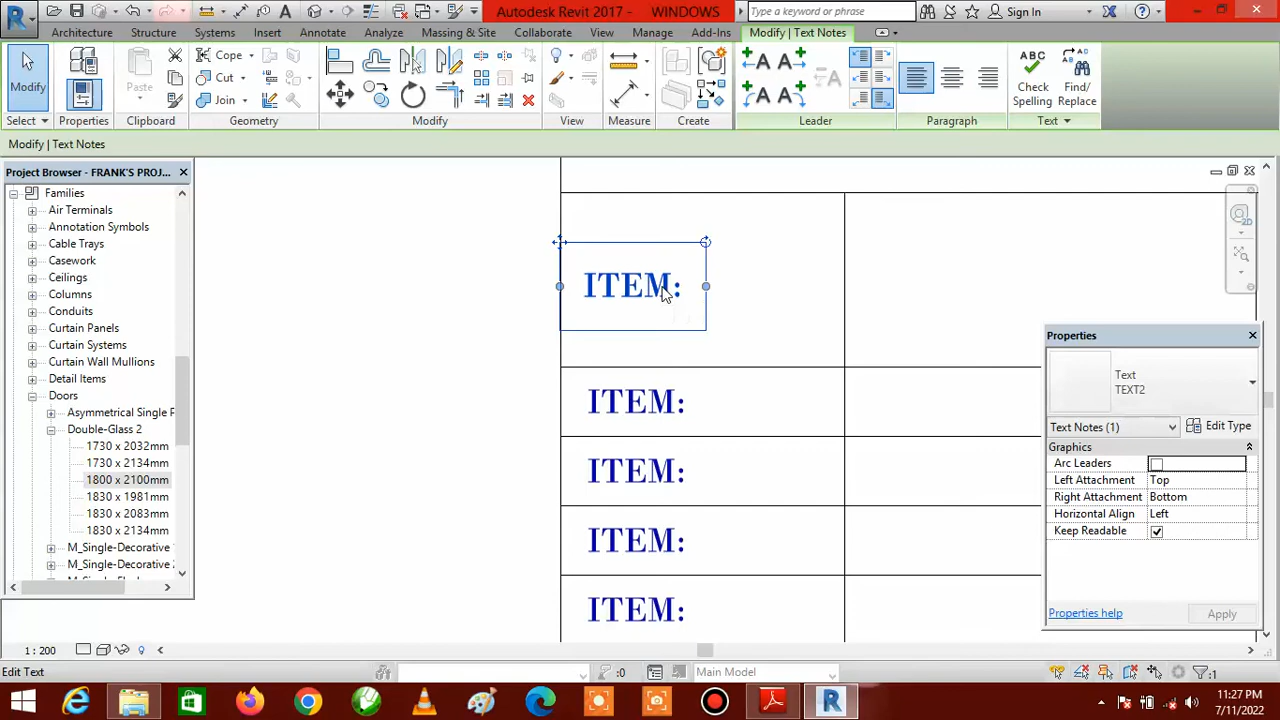 Autodesk Revit 2017 - WINDOWS
Type a keyword or phrase
Sign In
Architecture Structure Systems Insert Annotate Analyze Massing & Site Collaborate View Manage Add-Ins Modify | Text Notes
Modify
Paste
Cope
Cut
Join
Check Spelling
Find/ Replace
Select Properties Clipboard Geometry Modify View Measure Create Leader Paragraph Text
Modify | Text Notes
Project Browser - FRANK'S PROJ...
Families
Air Terminals
Annotation Symbols
Cable Trays
Casework
Ceilings
Columns
Conduits
Curtain Panels
Curtain Systems
Curtain Wall Mullions
Detail Items
Doors
Asymmetrical Single P
Double-Glass 2
1730 x 2032mm
1730 x 2134mm
1800 x 2100mm
1830 x 1981mm
1830 x 2083mm
1830 x 2134mm
M_Single-Decorative
M_Single-Decorative
ITEM:
ITEM:
ITEM:
ITEM:
ITEM:
2D
Properties
Text
TEXT2
Text Notes (1)
Edit Type
Graphics
Arc Leaders
Left Attachment Top
Right Attachment Bottom
Horizontal Align Left
Keep Readable
Properties help
Apply
1 : 200
Edit Text
:0
Main Model
:1
11:27 PM
7/11/2022